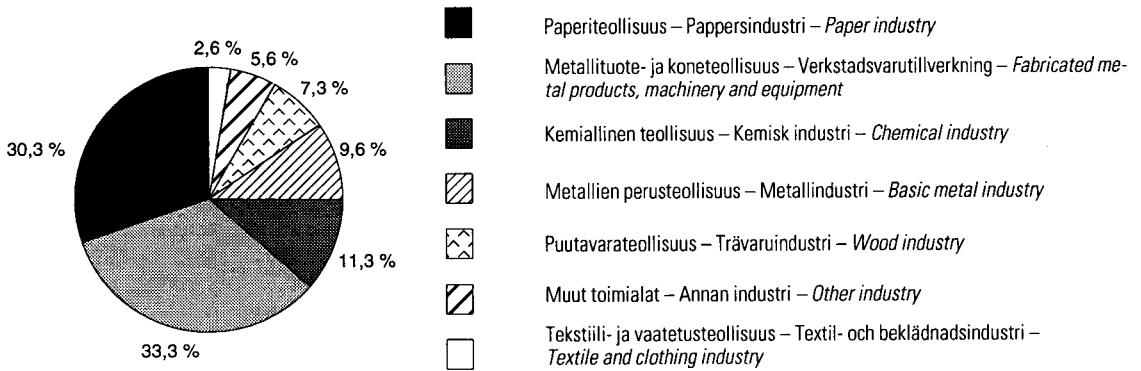 2,6 %
5,6 %
7,3 %
9,6 %
30,3 %
11,3 %
33,3 %
Paperiteollisuus – Pappersindustri – Paper industry
Metallituote- ja koneteollisuus – Verkstadsvarutillverkning – Fabricated me-
tal products, machinery and equipment
Kemiallinen teollisuus – Kemisk industri – Chemical industry
Metallien perusteollisuus – Metallindustri – Basic metal industry
Puutavarateollisuus – Trävaruindustri – Wood industry
Muut toimialat – Annan industri – Other industry
Tekstiili- ja vaatetusteollisuus – Textil- och beklädnadsindustri –
Textile and clothing industry